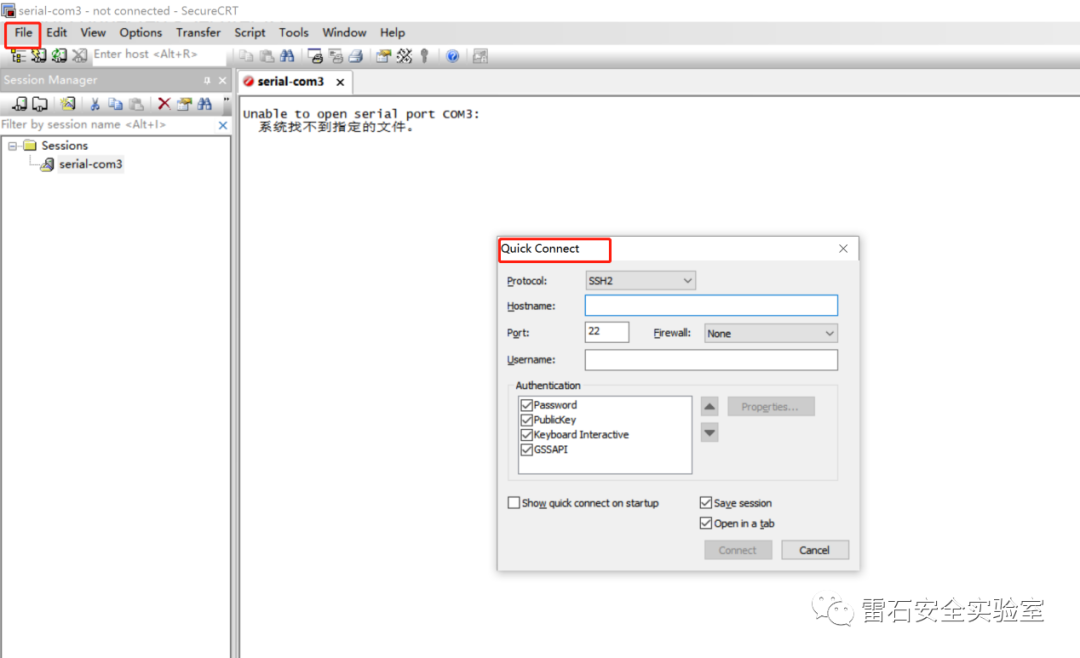 serial-com3 - not connected - SecureCRT
File Edit View Options Transfer Script Tools Window Help
Enter host <Alt+R>
Session Manager
serial-com3
Filter by session name <Alt+I>
Unable to open serial port COM3:
系统找不到指定的文件。
Sessions
serial-com3
Quick Connect
Protocol: SSH2
Hostname:
Port: 22 Firewall: None
Username:
Authentication
Password
PublicKey
Keyboard Interactive
GSSAPI
Properties...
Show quick connect on startup
Save session
Open in a tab
Connect Cancel
雷石安全实验室